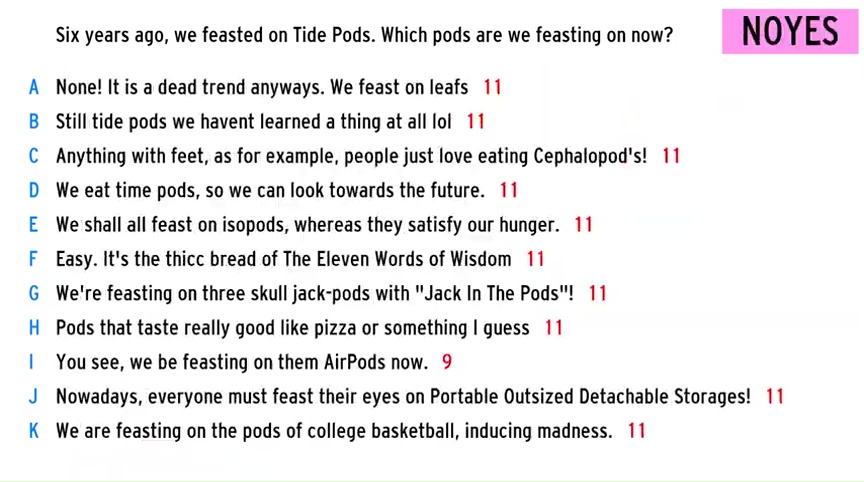 Six years ago, we feasted on Tide Pods. Which pods are we feasting on now?
NOYES
A None! It is a dead trend anyways. We feast on leafs 11
B Still tide pods we havent learned a thing at all lol 11
C Anything with feet, as for example, people just love eating Cephalopod's! 11
D We eat time pods, so we can look towards the future. 11
E We shall all feast on isopods, whereas they satisfy our hunger. 11
F Easy. It's the thicc bread of The Eleven Words of Wisdom 11
G We're feasting on three skull jack-pods with "Jack In The Pods"! 11
H Pods that taste really good like pizza or something I guess 11
I You see, we be feasting on them AirPods now. 9
J Nowadays, everyone must feast their eyes on Portable Outsized Detachable Storages! 11
K We are feasting on the pods of college basketball, inducing madness. 11